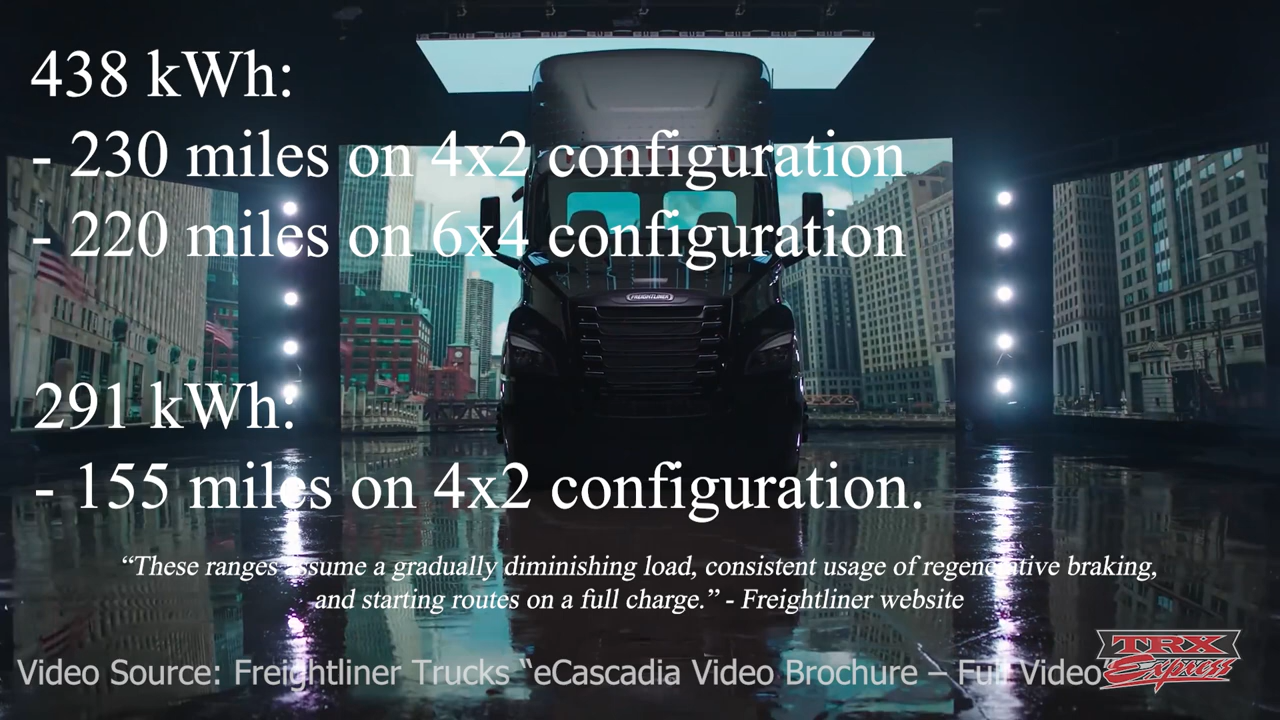 438 kWh:
- 230 miles on 4x2 configuration
- 220 miles on 6x4 configuration
FREIGHTLINER
291 kWh:
- 155 miles on 4x2 configuration.
“These ranges assume a gradually diminishing load, consistent usage of regenerative braking,
and starting routes on a full charge.” - Freightliner website
Video Source: Freightliner Trucks “eCascadia Video Brochure – Full Video”
TRX
Express